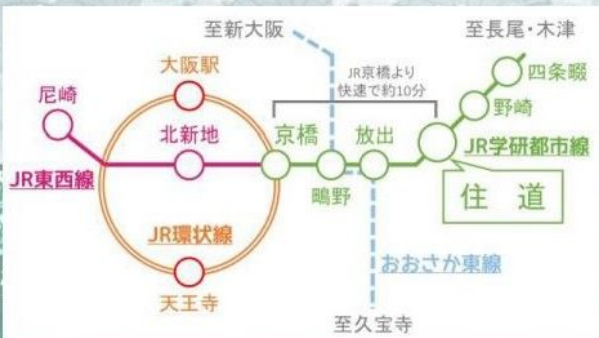 至新大阪
至長尾・木津
大阪駅
JR京橋より
快速で約10分
四条畷
尼崎
北新地
京橋
放出
野崎
JR学研都市線
JR東西線
鴫野
住道
JR環状線
おおさか東線
天王寺
至久宝寺